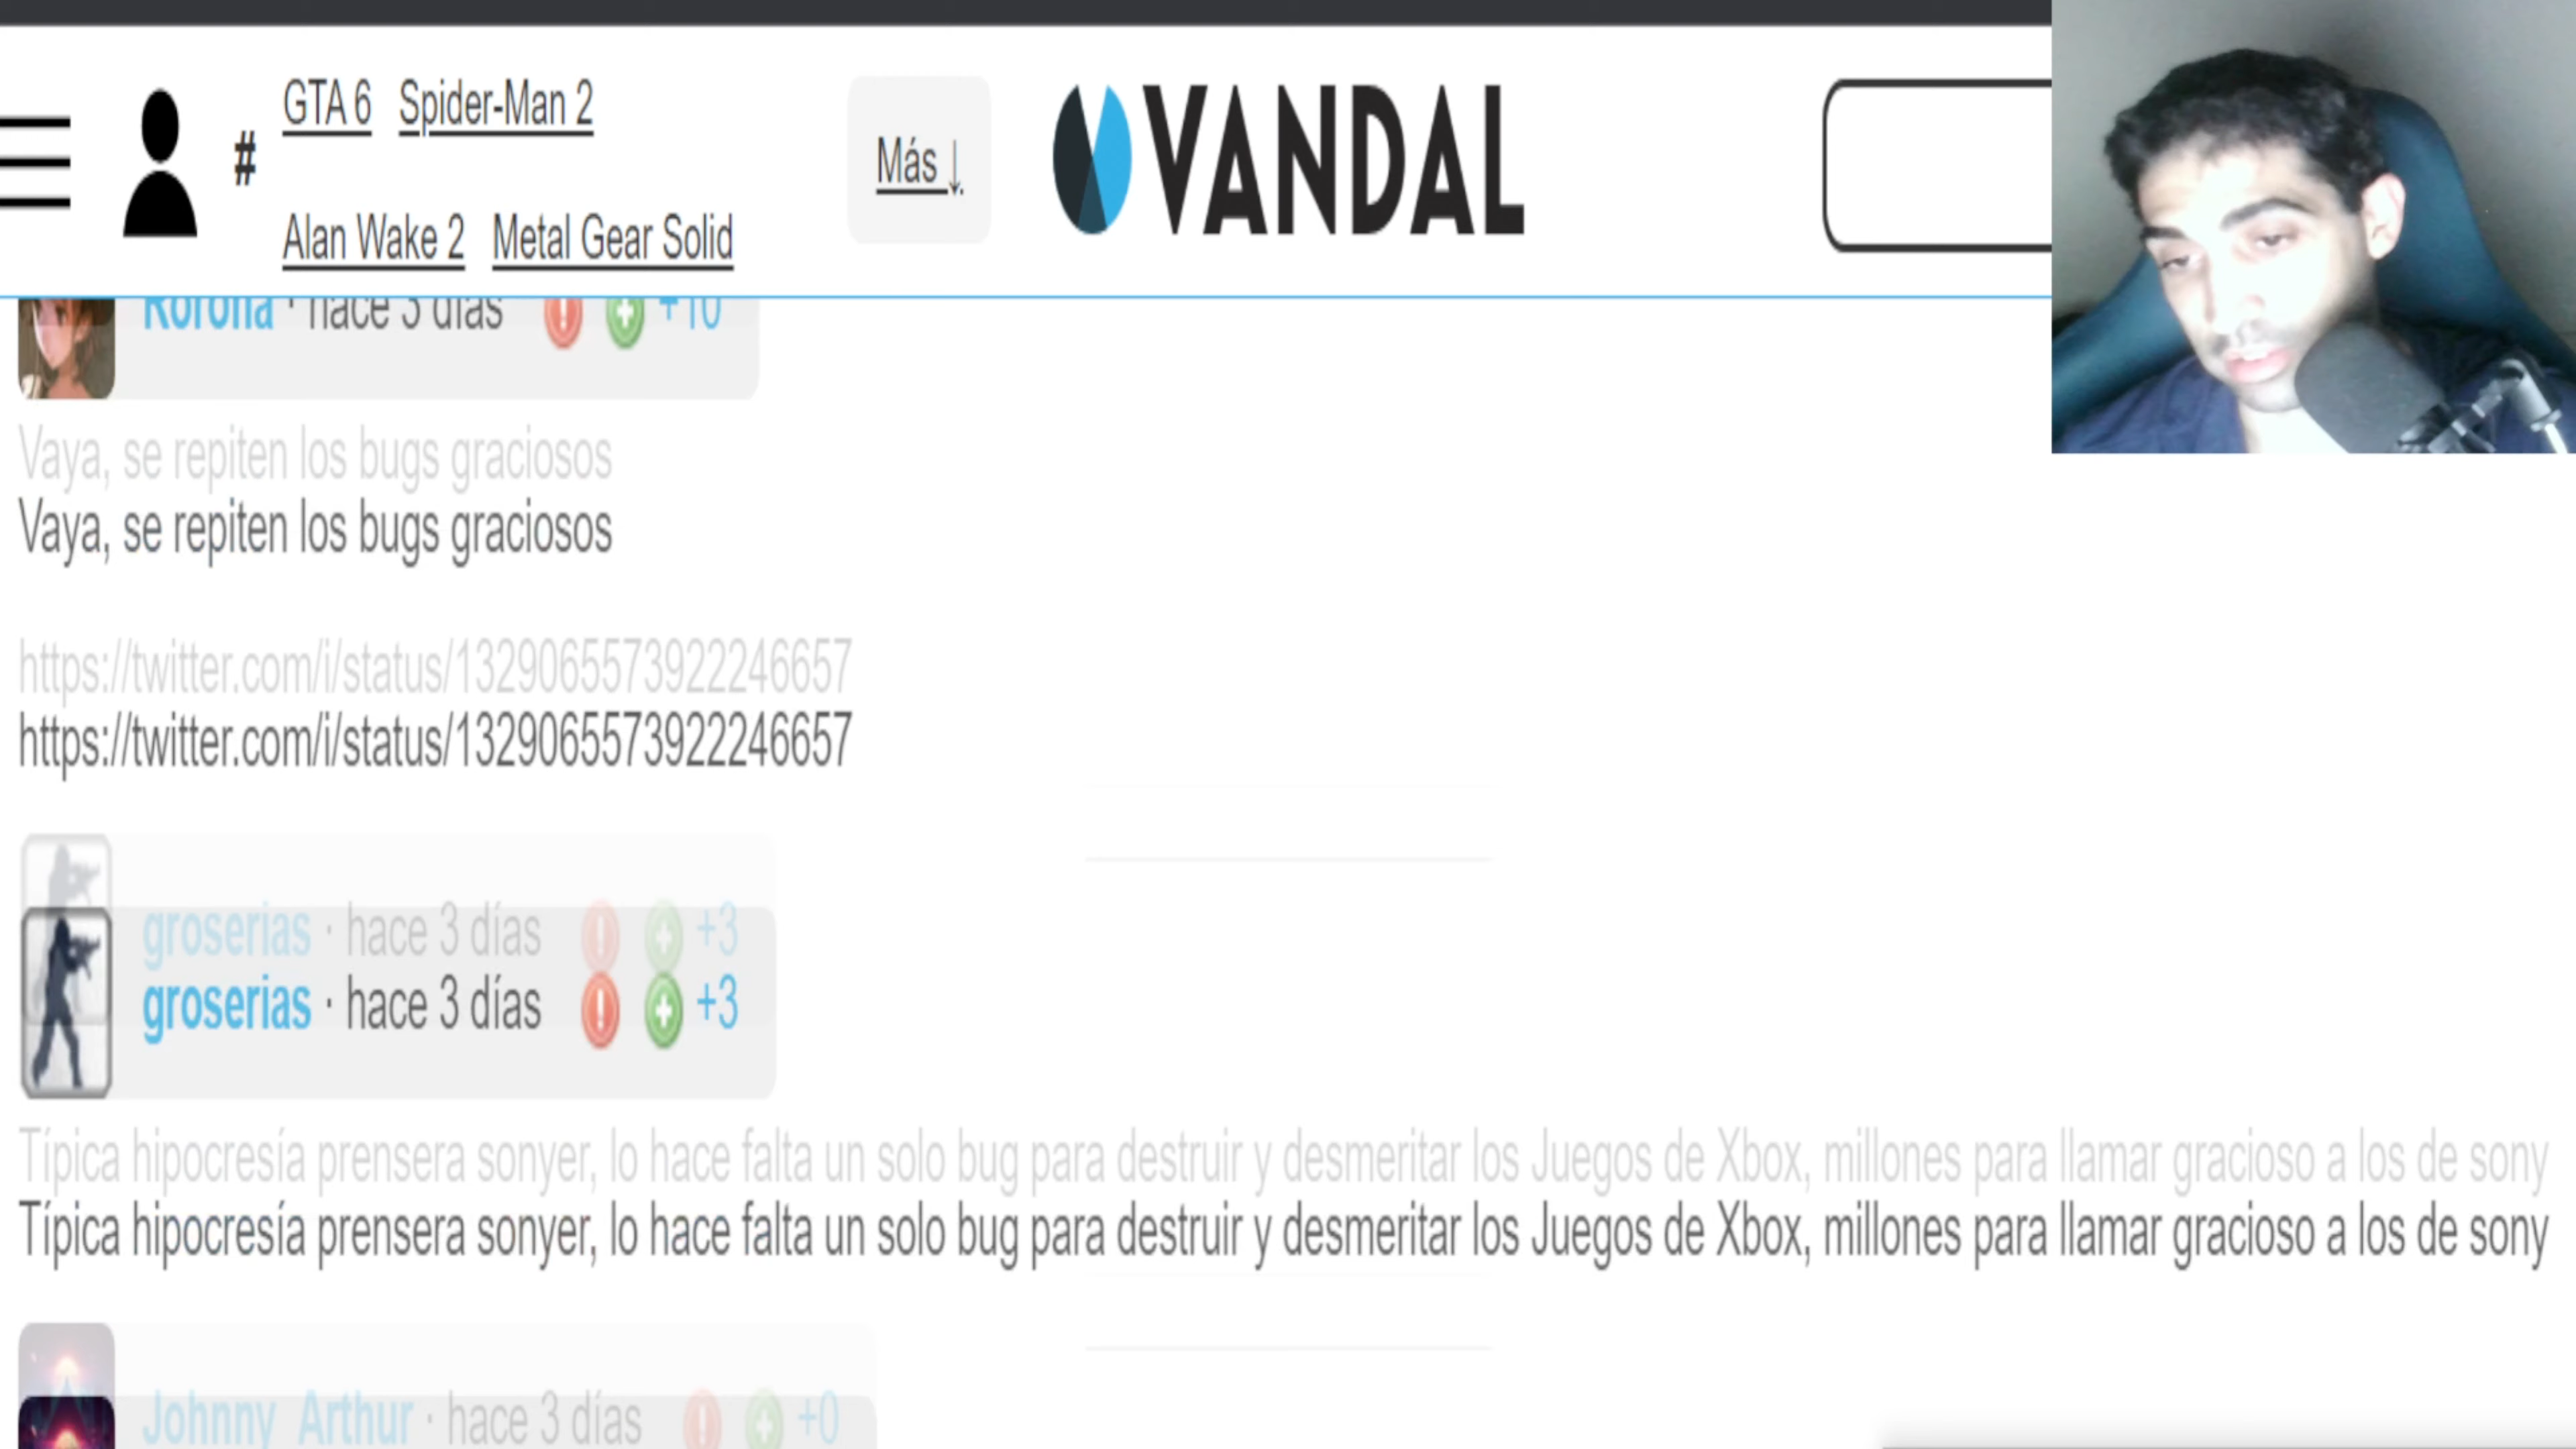 GTA 6 Spider-Man 2
#
Más ↓
VANDAL
Alan Wake 2 Metal Gear Solid
Rorona · hace 3 días +10
Vaya, se repiten los bugs graciosos
Vaya, se repiten los bugs graciosos
https://twitter.com/i/status/1329065573922246657
https://twitter.com/i/status/1329065573922246657
groserias · hace 3 días +3
groserias · hace 3 días +3
Típica hipocresía prensera sonyer, lo hace falta un solo bug para destruir y desmeritar los Juegos de Xbox, millones para llamar gracioso a los de sony
Típica hipocresía prensera sonyer, lo hace falta un solo bug para destruir y desmeritar los Juegos de Xbox, millones para llamar gracioso a los de sony
Johnny_Arthur · hace 3 días +0